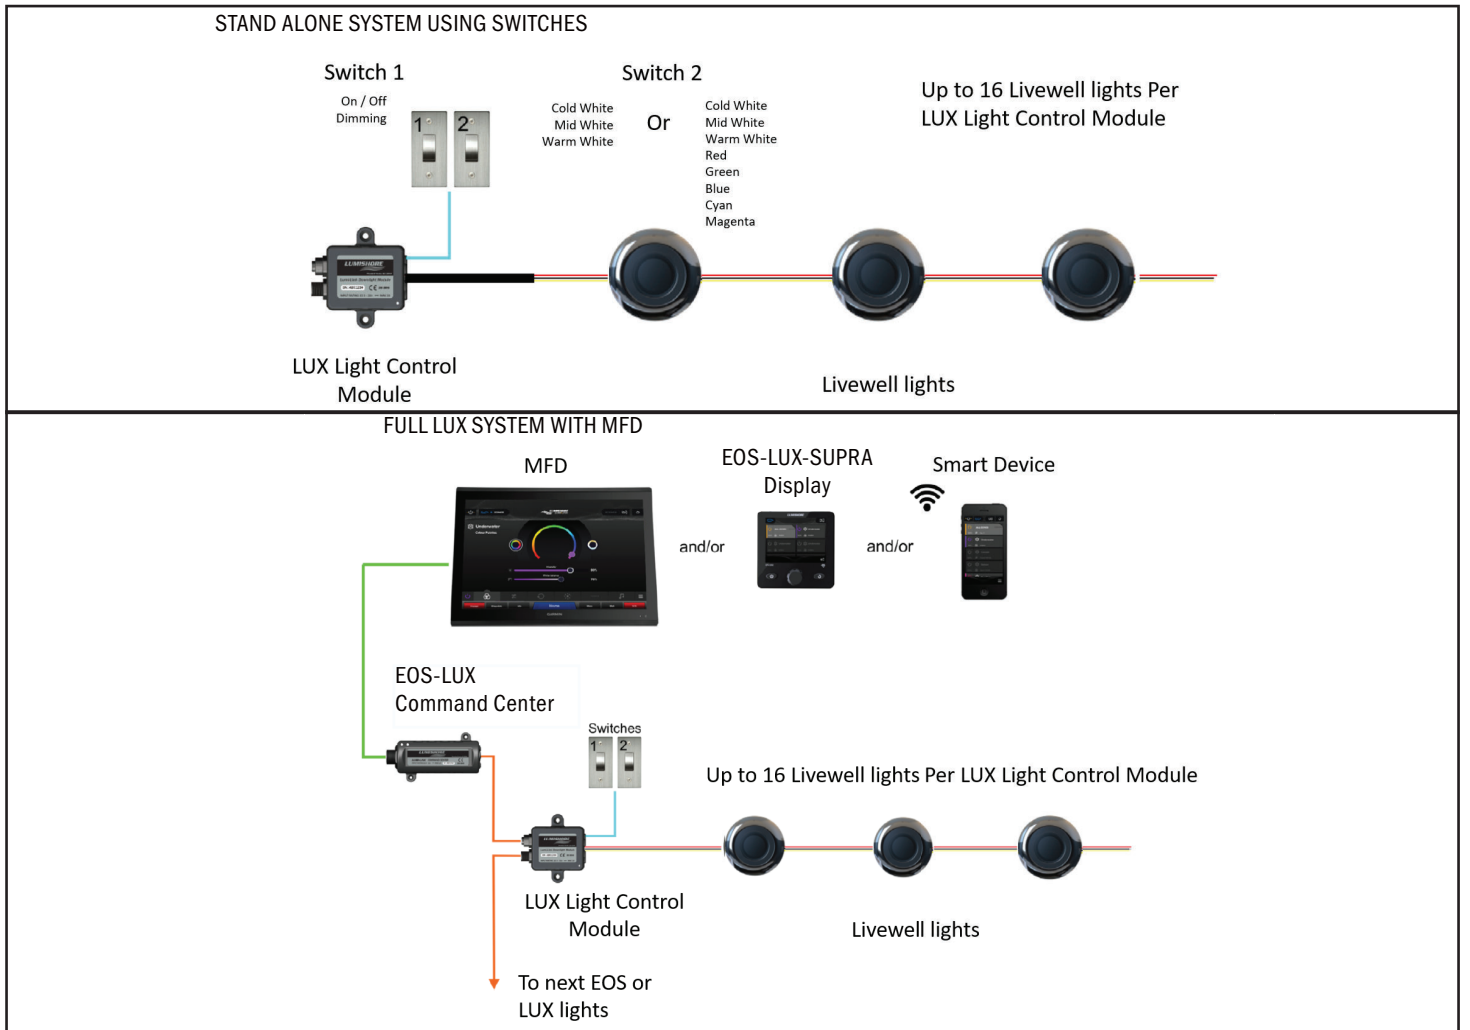 STAND ALONE SYSTEM USING SWITCHES
Switch 1
On / Off
Dimming
1
2
Switch 2
Cold White
Mid White
Warm White
Or
Cold White
Mid White
Warm White
Red
Green
Blue
Cyan
Magenta
Up to 16 Livewell lights Per
LUX Light Control Module
LUMISHORE
LUX Light Control
Module
Livewell lights
FULL LUX SYSTEM WITH MFD
MFD
EOS-LUX-SUPRA
Display
Smart Device
Underwater
and/or
and/or
EOS-LUX
Command Center
LUMISHORE
Switches
1
2
Up to 16 Livewell lights Per LUX Light Control Module
LUMISHORE
LUX Light Control
Module
Livewell lights
To next EOS or
LUX lights